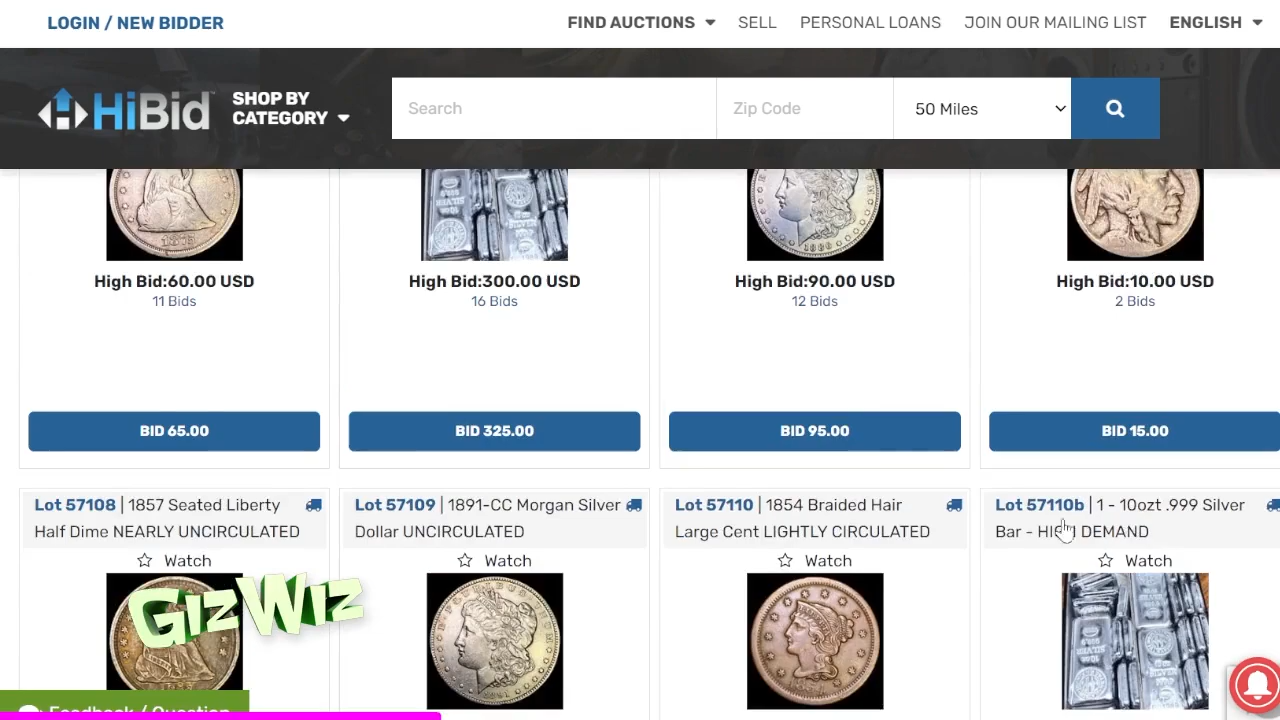 LOGIN / NEW BIDDER
FIND AUCTIONS
SELL
PERSONAL LOANS
JOIN OUR MAILING LIST
ENGLISH
HiBid
SHOP BY
CATEGORY
Search
Zip Code
50 Miles
High Bid:60.00 USD
11 Bids
BID 65.00
High Bid:300.00 USD
16 Bids
BID 325.00
High Bid:90.00 USD
12 Bids
BID 95.00
High Bid:10.00 USD
2 Bids
BID 15.00
Lot 57108 | 1857 Seated Liberty
Half Dime NEARLY UNCIRCULATED
Watch
Lot 57109 | 1891-CC Morgan Silver
Dollar UNCIRCULATED
Watch
Lot 57110 | 1854 Braided Hair
Large Cent LIGHTLY CIRCULATED
Watch
Lot 57110b | 1 - 10ozt .999 Silver
Bar - HIGH DEMAND
Watch
GIZWIZ
Feedback / Question